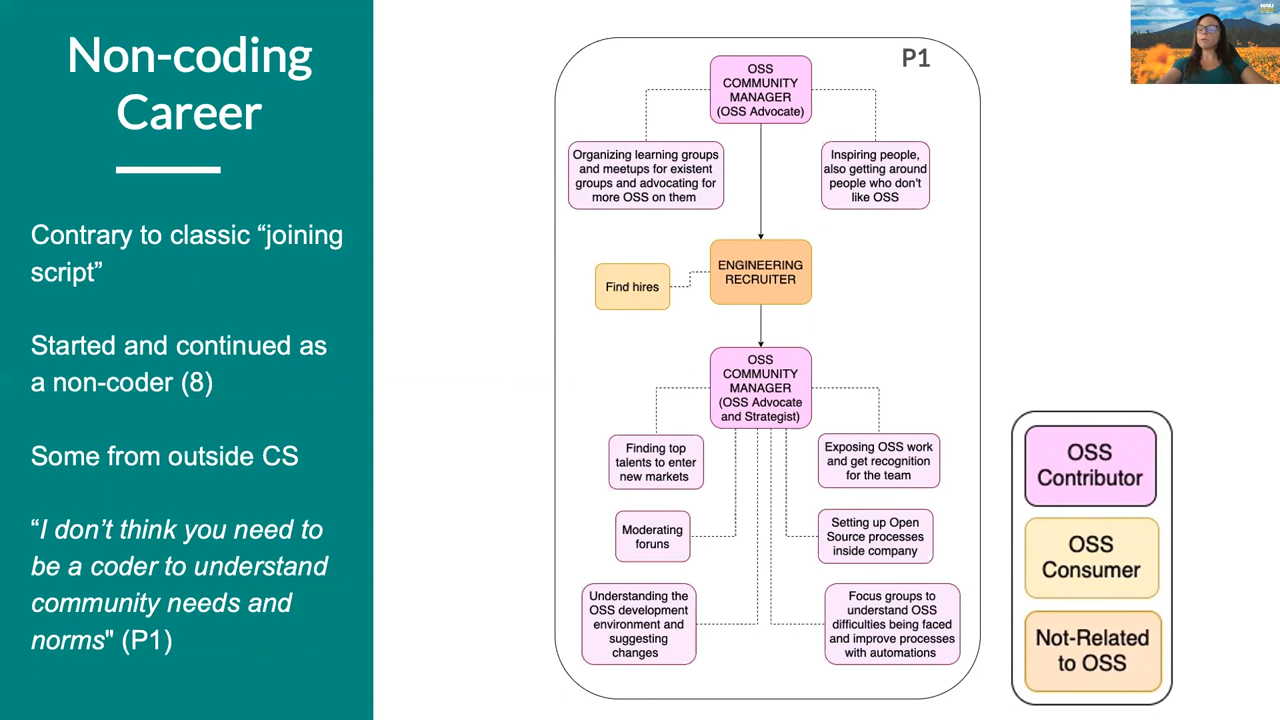 Non-coding
Career
Contrary to classic “joining
script”
Started and continued as
a non-coder (8)
Some from outside CS
“I don’t think you need to
be a coder to understand
community needs and
norms" (P1)
P1
OSS
COMMUNITY
MANAGER
(OSS Advocate)
Organizing learning groups
and meetups for existent
groups and advocating for
more OSS on them
Inspiring people,
also getting around
people who don't
like OSS
ENGINEERING
RECRUITER
Find hires
OSS
COMMUNITY
MANAGER
(OSS Advocate
and Strategist)
Finding top
talents to enter
new markets
Exposing OSS work
and get recognition
for the team
Moderating
foruns
Setting up Open
Source processes
inside company
Understanding the
OSS development
environment and
suggesting
changes
Focus groups to
understand OSS
difficulties being faced
and improve processes
with automations
OSS
Contributor
OSS
Consumer
Not-Related
to OSS
NAU